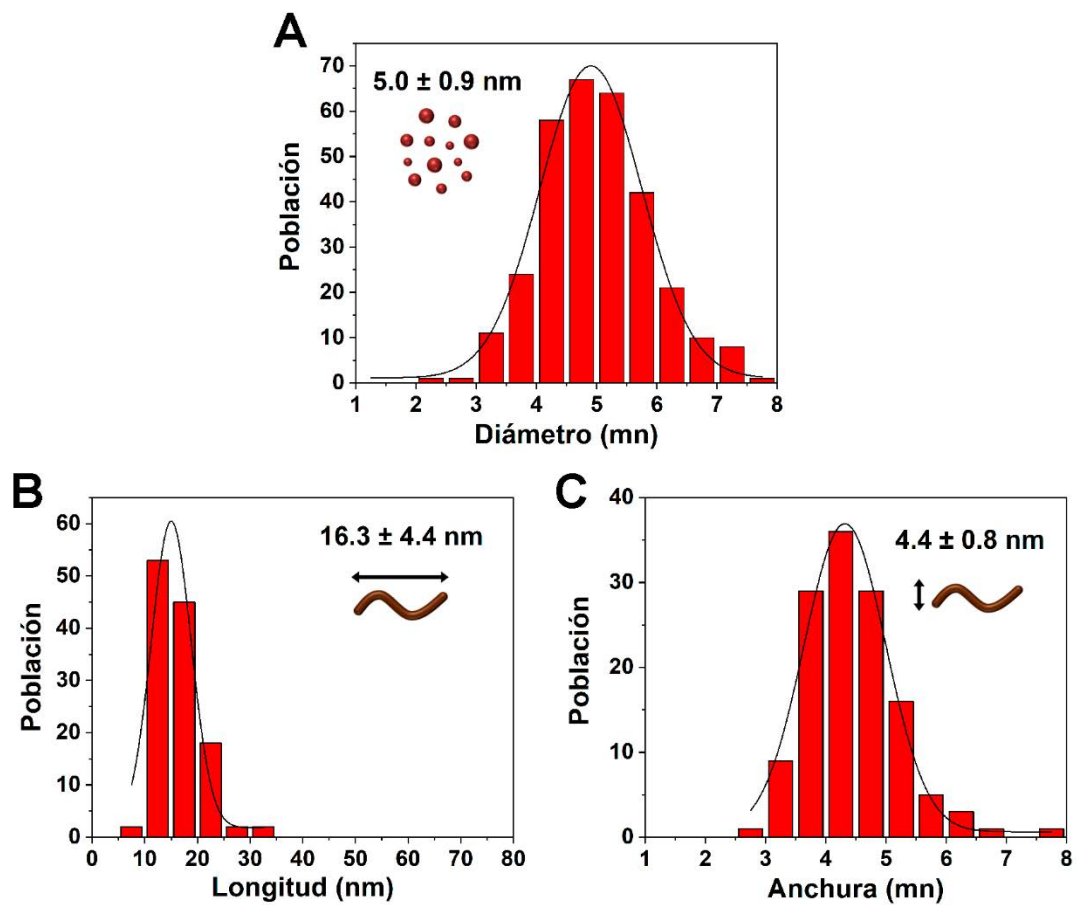 A
5.0 ± 0.9 nm
Población
70
60
50
40
30
20
10
0
1 2 3 4 5 6 7 8
Diámetro (mn)
B
16.3 ± 4.4 nm
Población
60
50
40
30
20
10
0
0 10 20 30 40 50 60 70 80
Longitud (nm)
C
4.4 ± 0.8 nm
Población
40
30
20
10
0
1 2 3 4 5 6 7 8
Anchura (mn)